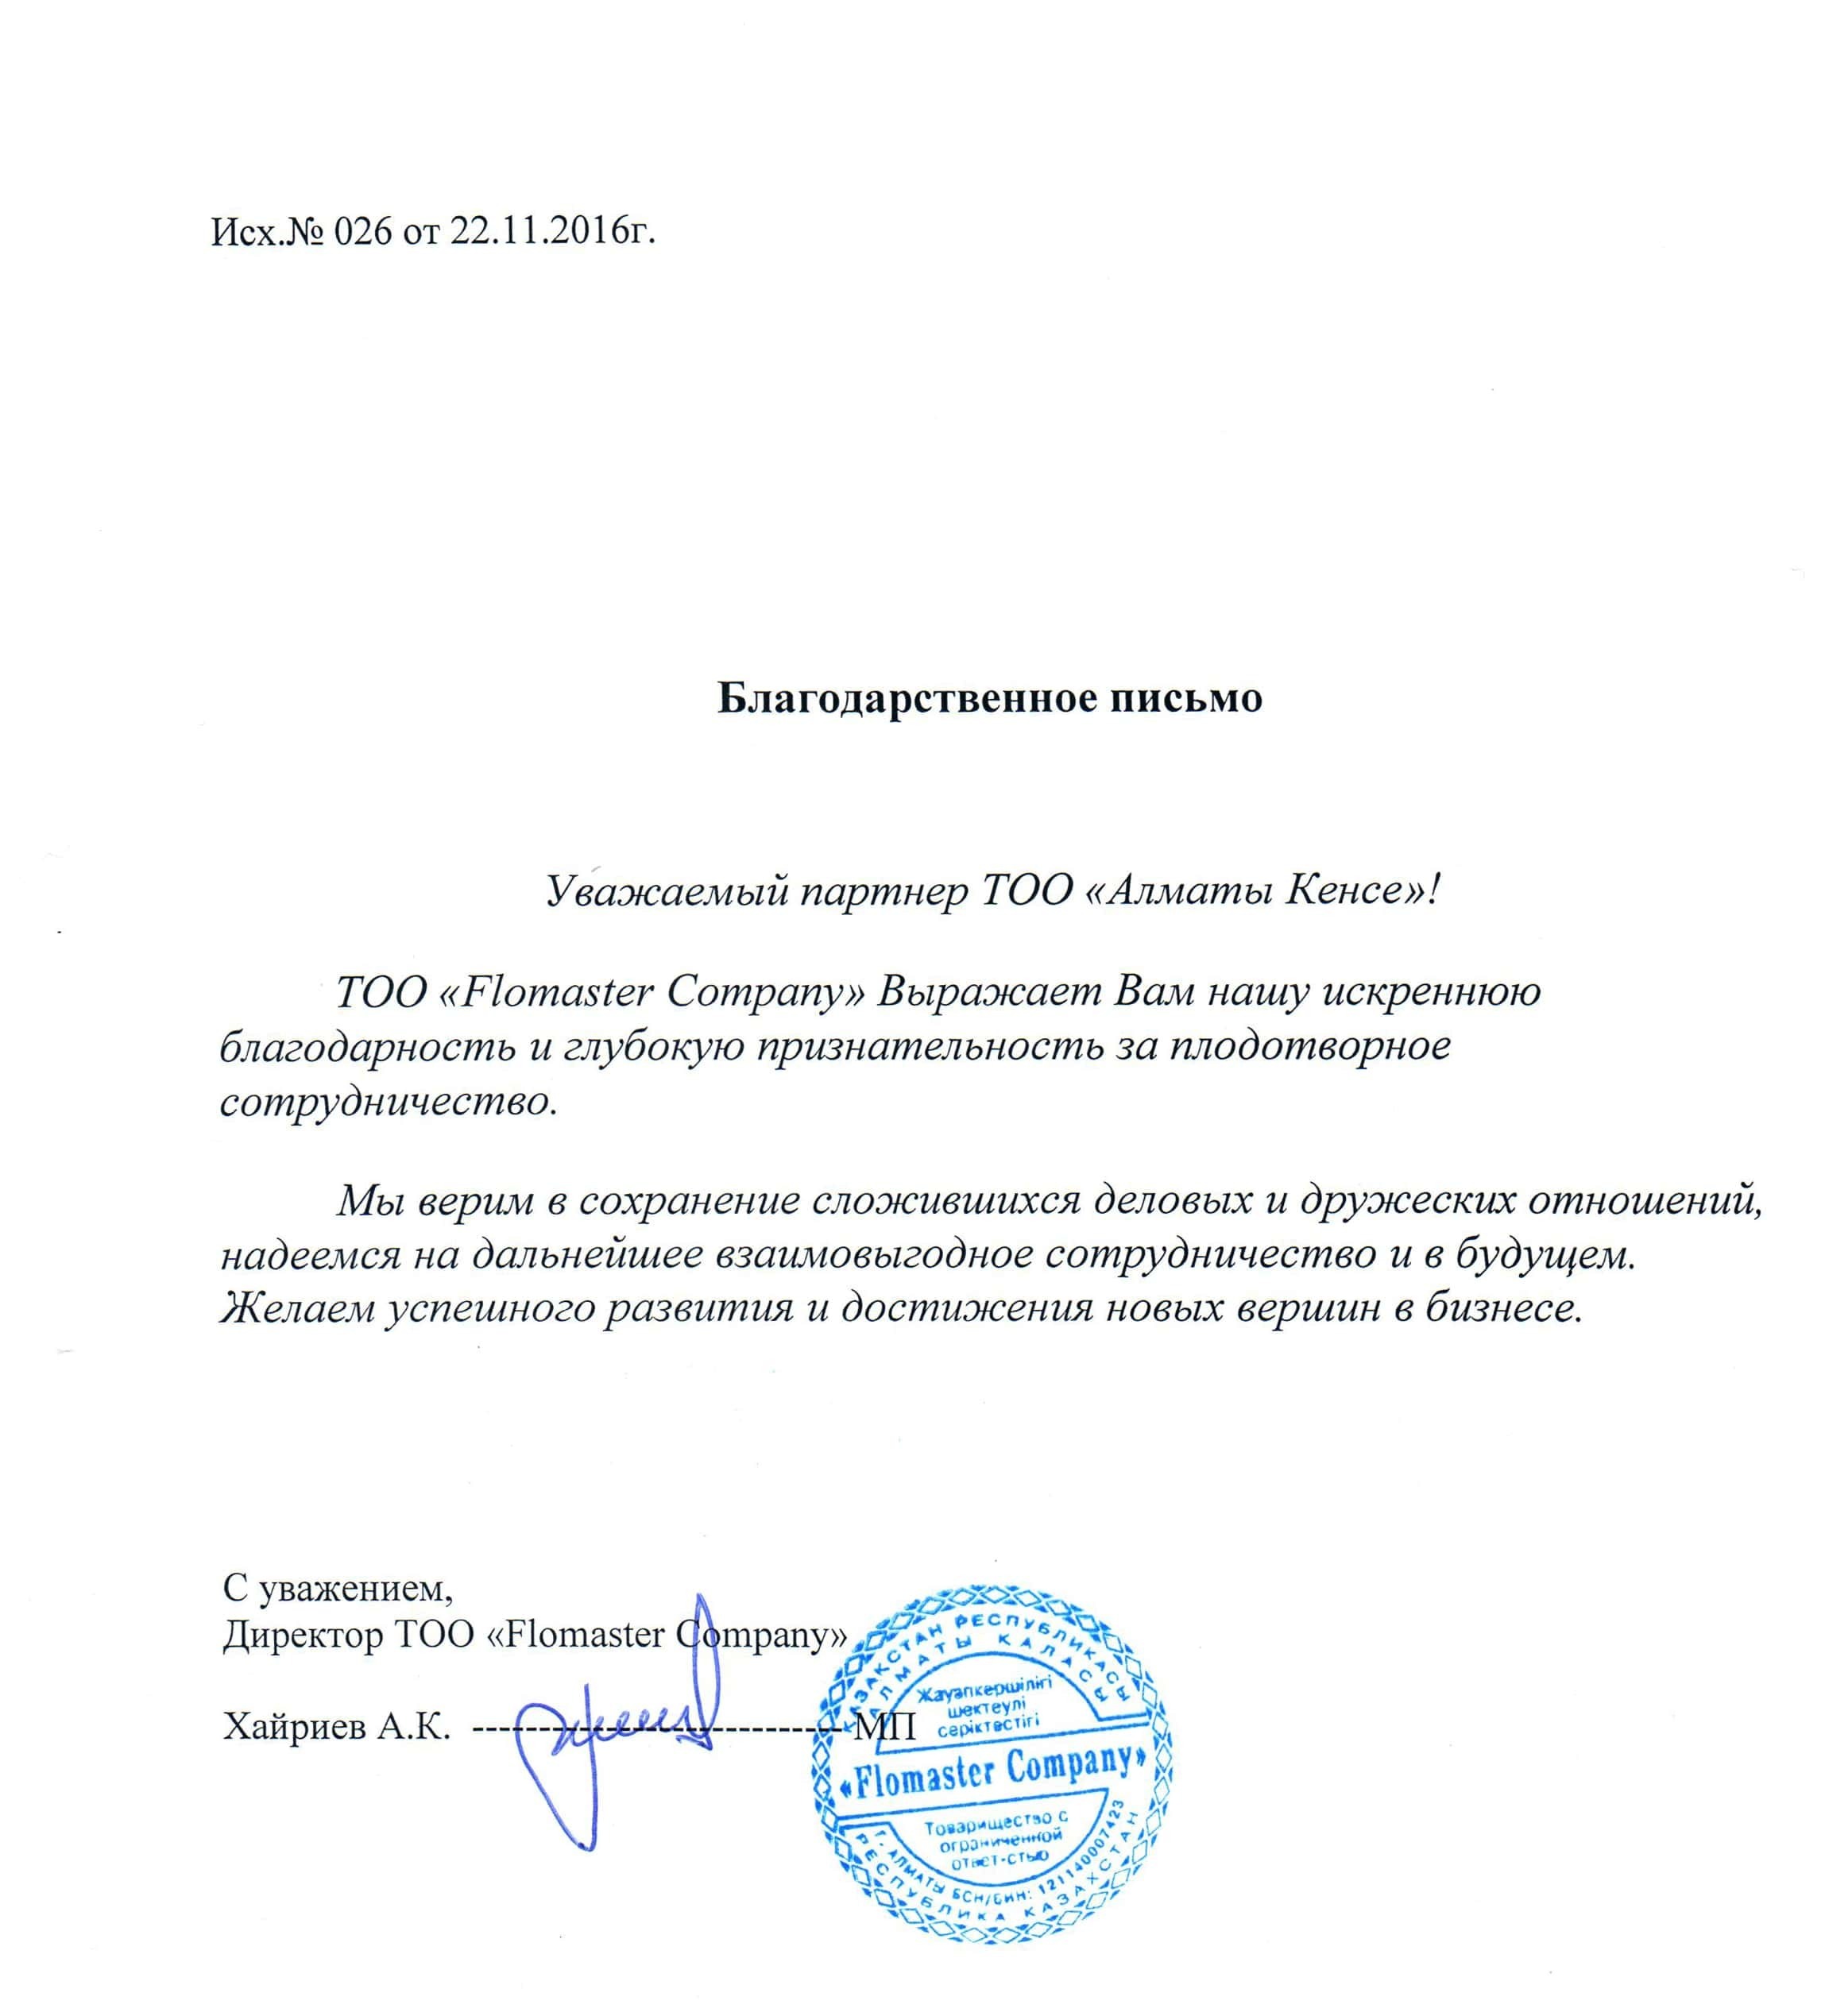 Исх.№ 026 от 22.11.2016г.
Благодарственное письмо
Уважаемый партнер ТОО «Алматы Кенсе»!
ТОО «Flomaster Company» Выражает Вам нашу искреннюю
благодарность и глубокую признательность за плодотворное
сотрудничество.
Мы верим в сохранение сложившихся деловых и дружеских отношений,
надеемся на дальнейшее взаимовыгодное сотрудничество и в будущем.
Желаем успешного развития и достижения новых вершин в бизнесе.
С уважением,
Директор ТОО «Flomaster Company»
Хайриев А.К. ---------------------------- МП
ҚАЗАҚСТАН РЕСПУБЛИКАСЫ
АЛМАТЫ ҚАЛАСЫ
Жауапкершілігі
шектеулі
серіктестігі
«Flomaster Company»
Товарищество с
ограниченной
ответ-стью
Г. АЛМАТЫ БСН/БИН: 121140007423
РЕСПУБЛИКА КАЗАХСТАН